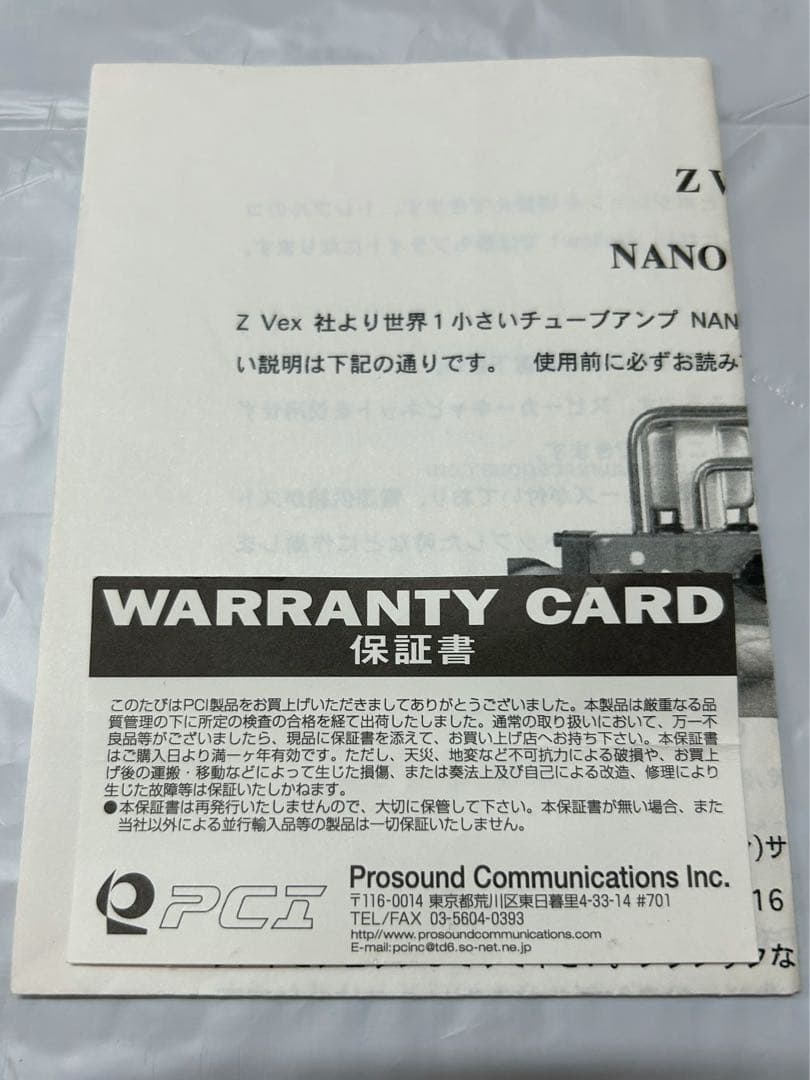 Z V
NANO
Z Vex 社より世界1小さいチューブアンプ NAN
い説明は下記の通りです。 使用前に必ずお読み
WARRANTY CARD
保証書
このたびはPCI製品をお買上げいただきましてありがとうございました。本製品は厳重なる品
質管理の下に所定の検査の合格を経て出荷したしました。通常の取り扱いにおいて、万一不
良品等がございましたら、現品に保証書を添えて、お買い上げ店へお持ち下さい。本保証書
はご購入日より満一ヶ年有効です。ただし、天災、地変など不可抗力による破損や、お買上
げ後の運搬・移動などによって生じた損傷、または奏法上及び自己による改造、修理により
生じた故障等は保証いたしかねます。
●本保証書は再発行いたしませんので、大切に保管して下さい。本保証書が無い場合、また
当社以外による並行輸入品等の製品は一切保証いたしません。
PCI
Prosound Communications Inc.
〒116-0014 東京都荒川区東日暮里4-33-14 #701
TEL/FAX 03-5604-0393
http//www.prosoundcommunications.com
E-mail:pcinc@td6.so-net.ne.jp
)サ
16
な